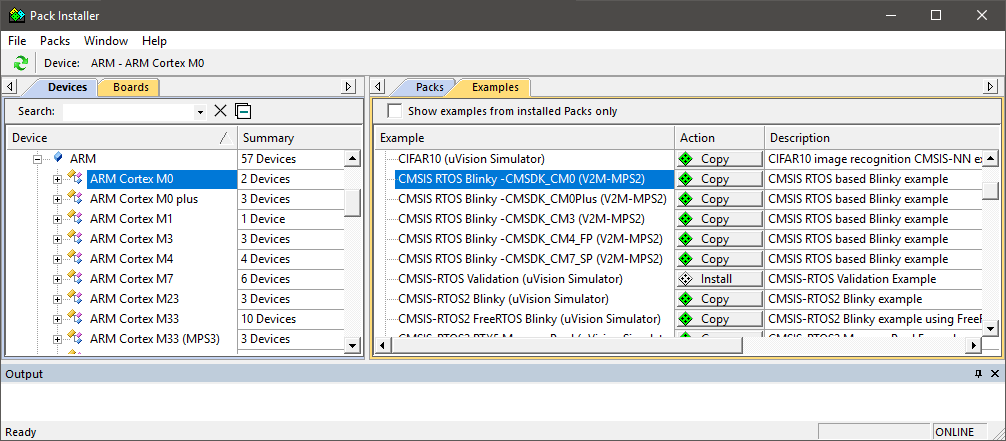 Pack Installer
File Packs Window Help
Device: ARM - ARM Cortex M0
Devices Boards
Search:
Device Summary
ARM 57 Devices
ARM Cortex M0 2 Devices
ARM Cortex M0 plus 3 Devices
ARM Cortex M1 1 Device
ARM Cortex M3 3 Devices
ARM Cortex M4 4 Devices
ARM Cortex M7 6 Devices
ARM Cortex M23 3 Devices
ARM Cortex M33 10 Devices
ARM Cortex M33 (MPS3) 3 Devices
Packs Examples
Show examples from installed Packs only
Example Action Description
CIFAR10 (uVision Simulator) Copy CIFAR10 image recognition CMSIS-NN ex
CMSIS RTOS Blinky -CMSDK_CM0 (V2M-MPS2) Copy CMSIS RTOS based Blinky example
CMSIS RTOS Blinky -CMSDK_CM0Plus (V2M-MPS2) Copy CMSIS RTOS based Blinky example
CMSIS RTOS Blinky -CMSDK_CM3 (V2M-MPS2) Copy CMSIS RTOS based Blinky example
CMSIS RTOS Blinky -CMSDK_CM4_FP (V2M-MPS2) Copy CMSIS RTOS based Blinky example
CMSIS RTOS Blinky -CMSDK_CM7_SP (V2M-MPS2) Copy CMSIS RTOS based Blinky example
CMSIS-RTOS Validation (uVision Simulator) Install CMSIS-RTOS Validation Example
CMSIS-RTOS2 Blinky (uVision Simulator) Copy CMSIS-RTOS2 Blinky example
CMSIS-RTOS2 FreeRTOS Blinky (uVision Simulator) Copy CMSIS-RTOS2 Blinky example using FreeR
Output
Ready ONLINE